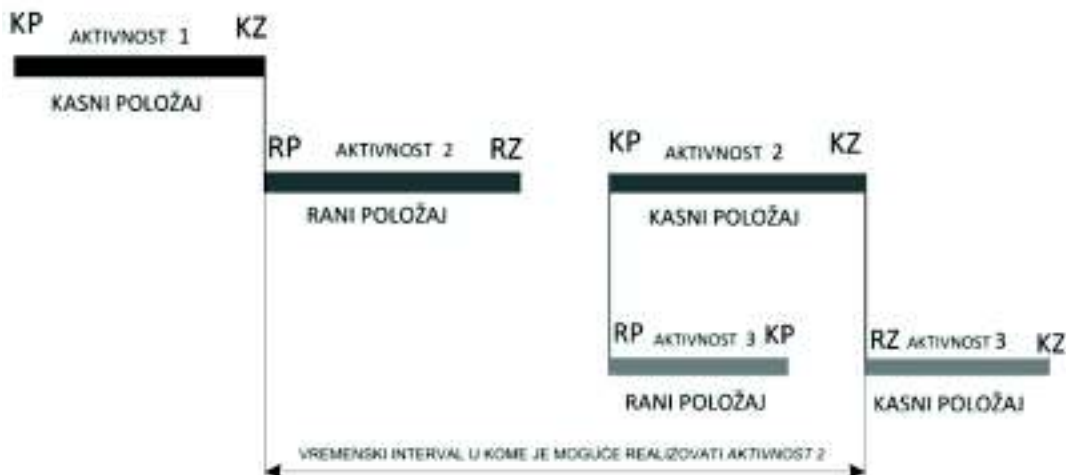 KP AKTIVNOST 1 KZ
KASNI POLOŽAJ
RP AKTIVNOST 2 RZ
RANI POLOŽAJ
KP AKTIVNOST 2 KZ
KASNI POLOŽAJ
RP AKTIVNOST 3 KP
RANI POLOŽAJ
RZ AKTIVNOST 3 KZ
KASNI POLOŽAJ
VREMENSKI INTERVAL U KOME JE MOGUĆE REALIZOVATI AKTIVNOST 2